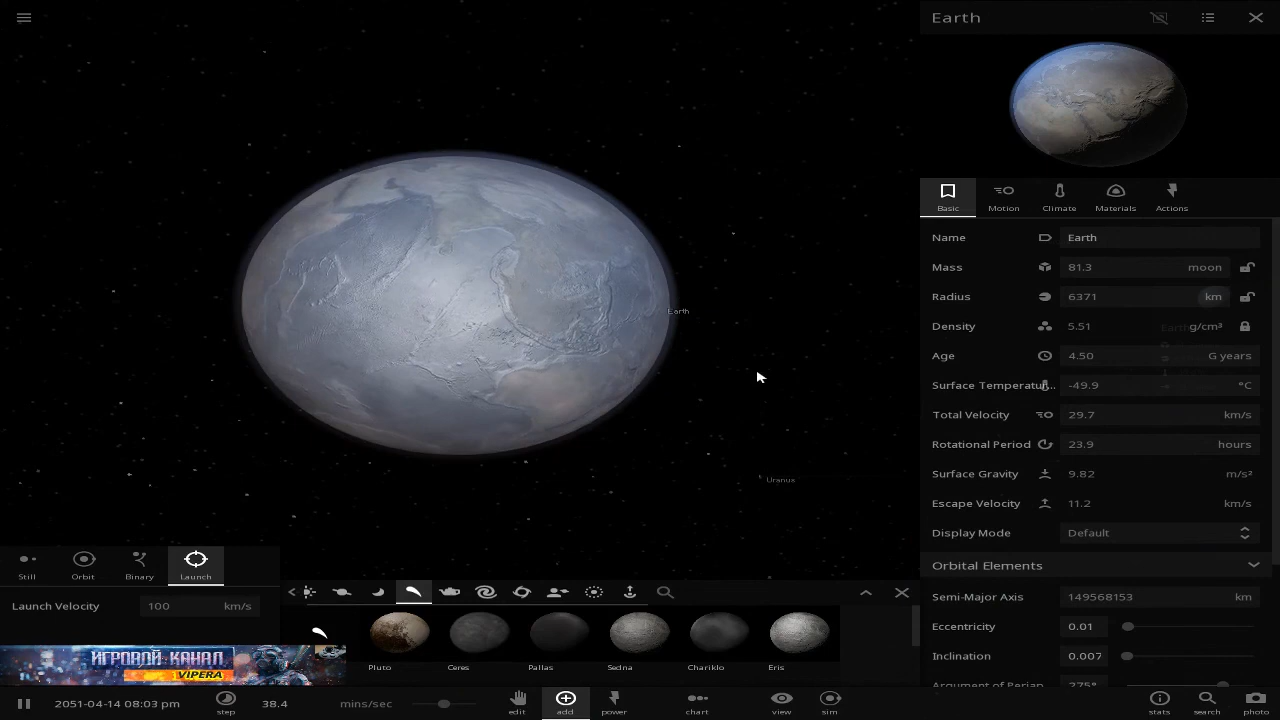 Earth
Basic
Motion
Climate
Materials
Actions
Name Earth
Mass 81.3 moon
Radius 6371 km
Density 5.51 g/cm³
Age 4.50 G years
Surface Temperatur... -49.9 °C
Total Velocity 29.7 km/s
Rotational Period 23.9 hours
Surface Gravity 9.82 m/s²
Escape Velocity 11.2 km/s
Display Mode Default
Orbital Elements
Semi-Major Axis 149568153 km
Eccentricity 0.01
Inclination 0.007
Argument of Perian 275°
Earth
Uranus
Still
Orbit
Binary
Launch
Launch Velocity 100 km/s
ИГРОВОЙ КАНАЛ
VIPERA
Pluto
Ceres
Pallas
Sedna
Chariklo
Eris
2051-04-14 08:03 pm
step
38.4 mins/sec
edit
add
power
chart
view
sim
stats
search
photo